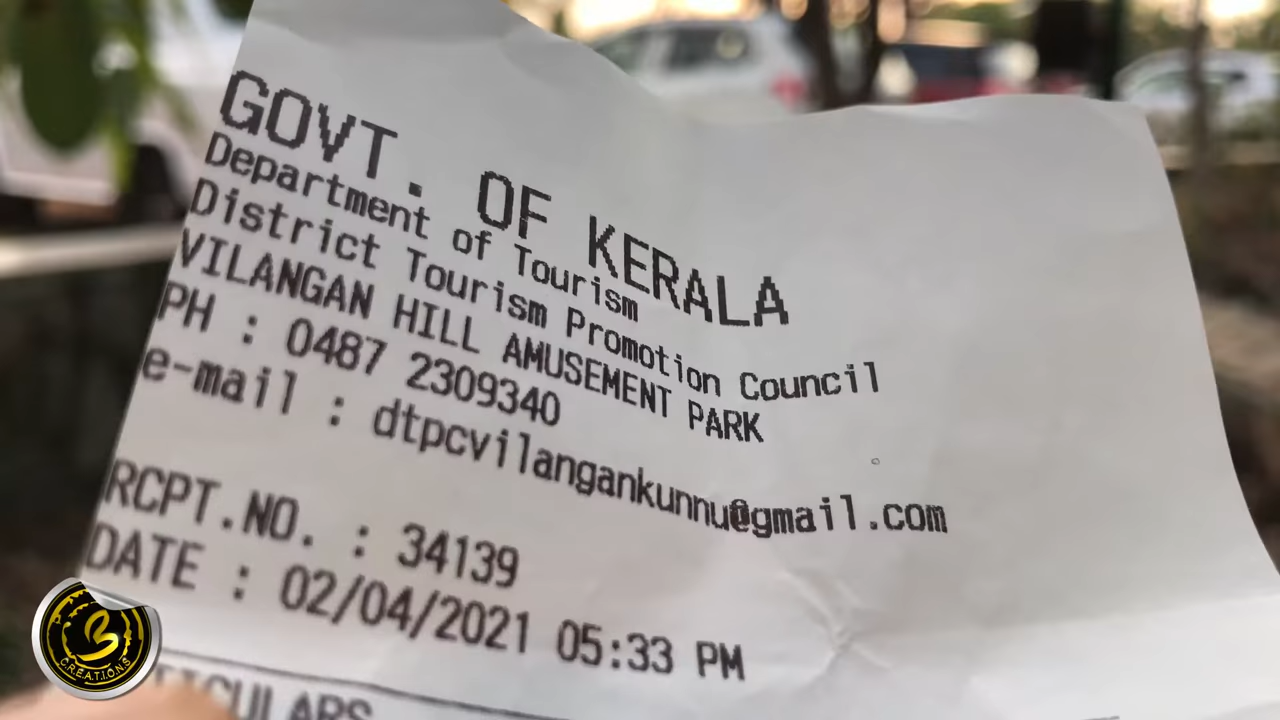 GOVT. OF KERALA
Department of Tourism
District Tourism Promotion Council
VILANGAN HILL AMUSEMENT PARK
PH : 0487 2309340
e-mail : dtpcvilangankunnu@gmail.com
RCPT.NO. : 34139
DATE : 02/04/2021 05:33 PM
B
C.R.E.A.T.I.O.N.S